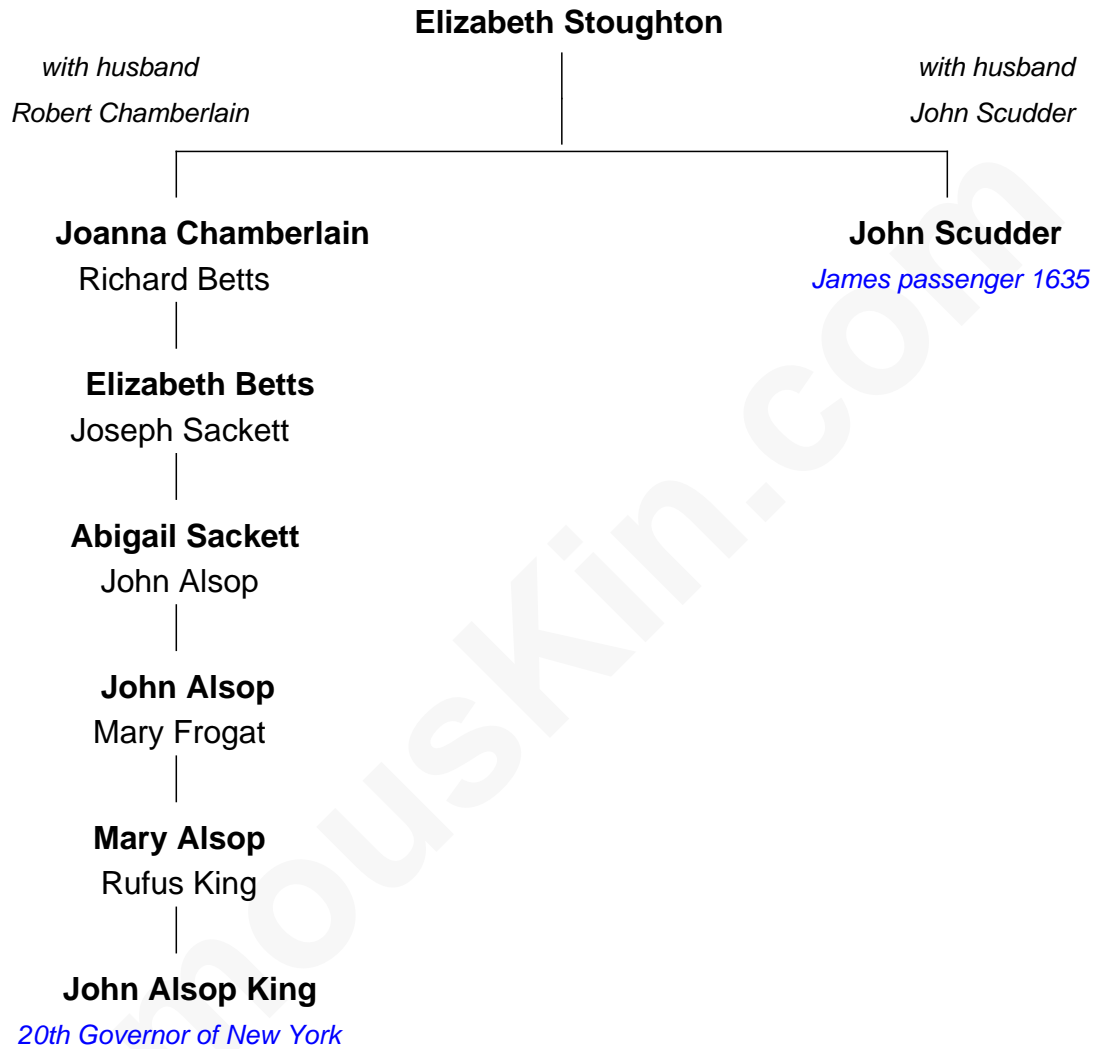 Elizabeth Stoughton
with husband
Robert Chamberlain
with husband
John Scudder
Joanna Chamberlain
Richard Betts
John Scudder
James passenger 1635
Elizabeth Betts
Joseph Sackett
Abigail Sackett
John Alsop
John Alsop
Mary Frogat
Mary Alsop
Rufus King
John Alsop King
20th Governor of New York
mousKin.com